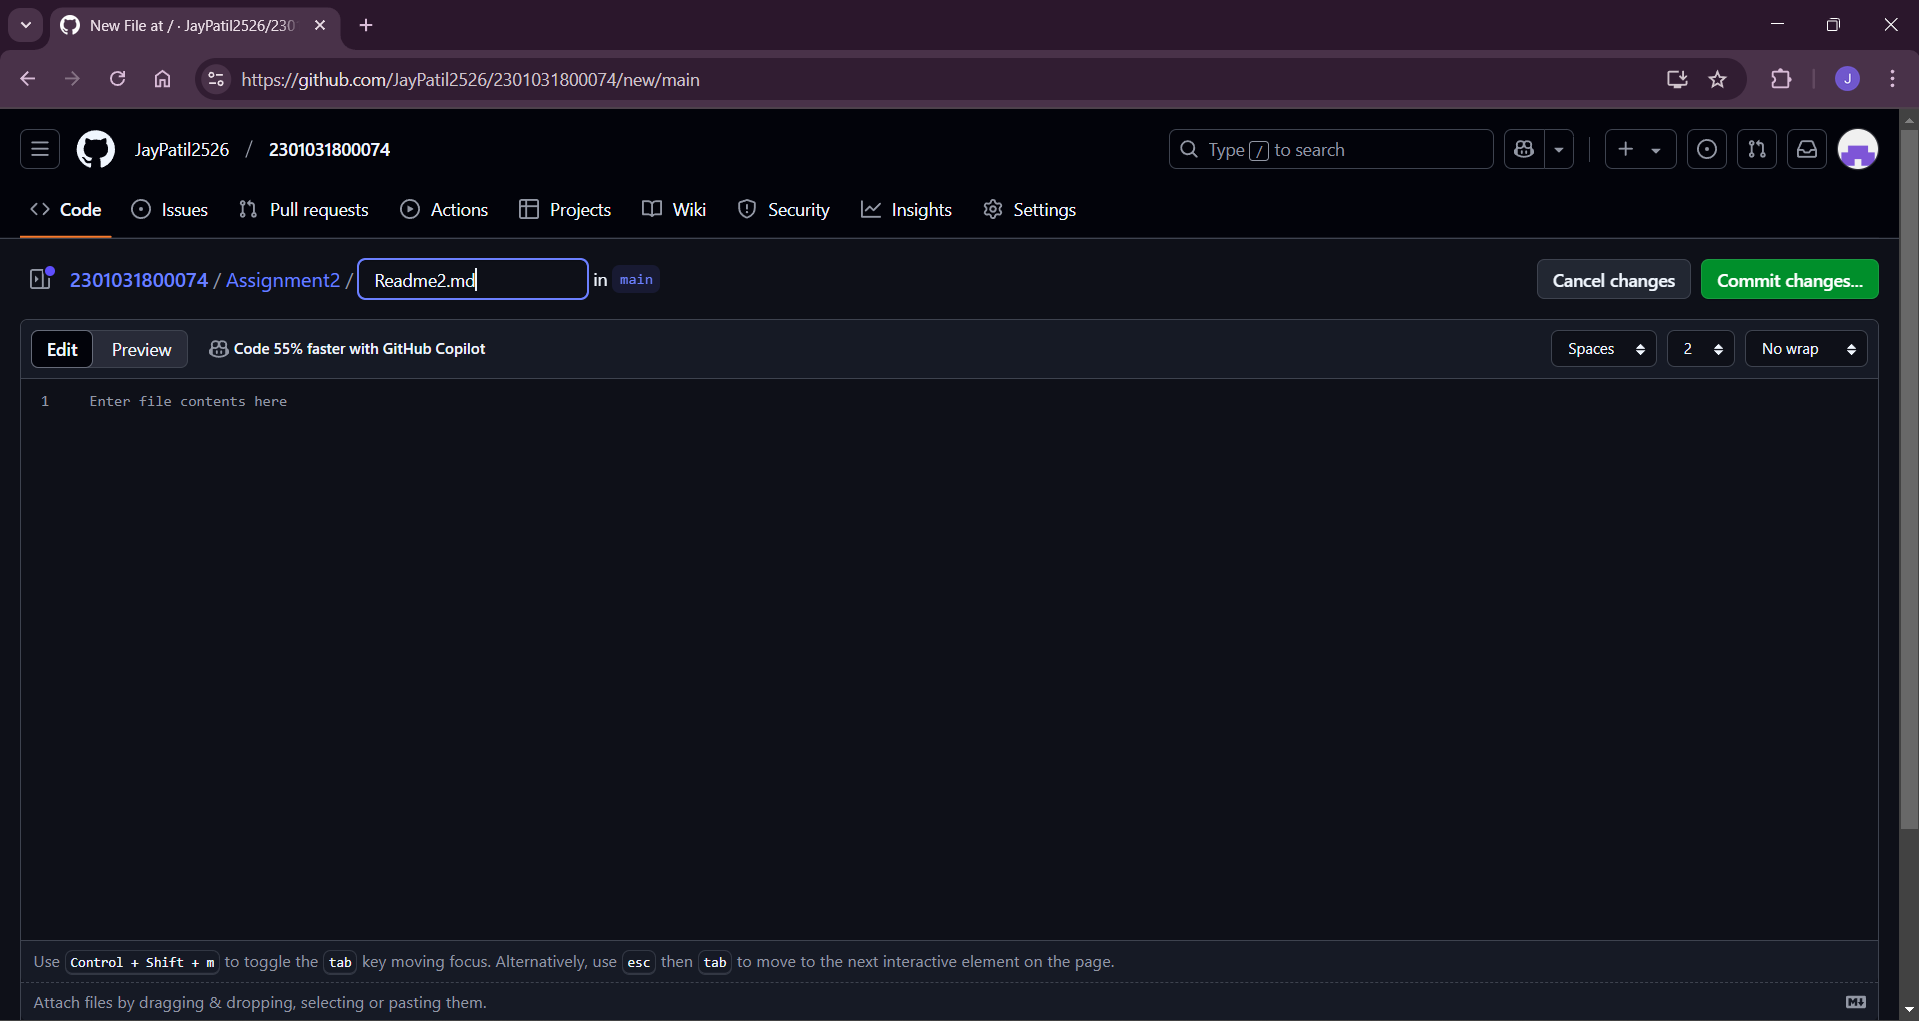 New File at / · JayPatil2526/230
https://github.com/JayPatil2526/2301031800074/new/main
J
JayPatil2526 / 2301031800074
Type / to search
Code Issues Pull requests Actions Projects Wiki Security Insights Settings
2301031800074 / Assignment2 / Readme2.md in main
Cancel changes Commit changes...
Edit Preview Code 55% faster with GitHub Copilot
Spaces 2 No wrap
1 Enter file contents here
Use Control + Shift + m to toggle the tab key moving focus. Alternatively, use esc then tab to move to the next interactive element on the page.
Attach files by dragging & dropping, selecting or pasting them.